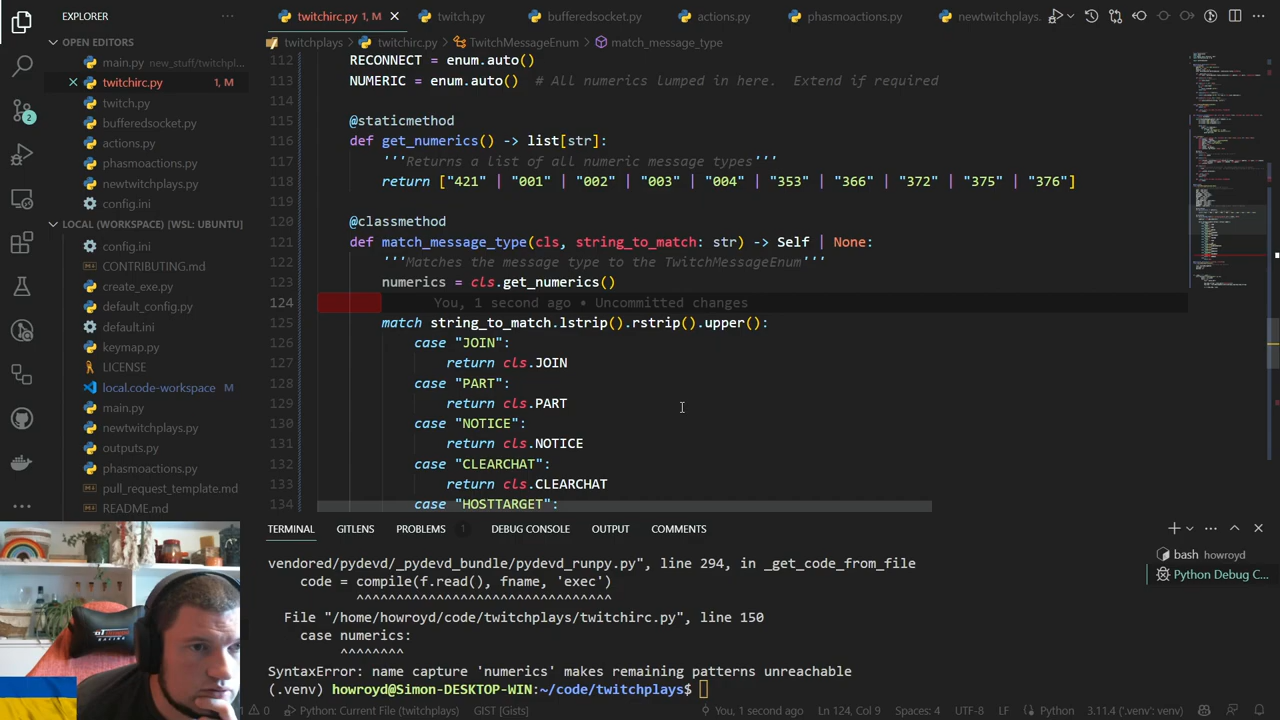 EXPLORER
twitchirc.py 1, M
twitch.py
bufferedsocket.py
actions.py
phasmoactions.py
newtwitchplays.
OPEN EDITORS
twitchplays > twitchirc.py > TwitchMessageEnum > match_message_type
main.py new_stuff/twitchpl...
twitchirc.py 1, M
twitch.py
bufferedsocket.py
actions.py
phasmoactions.py
newtwitchplays.py
config.ini
LOCAL (WORKSPACE) [WSL: UBUNTU]
config.ini
CONTRIBUTING.md
create_exe.py
default_config.py
default.ini
keymap.py
LICENSE
local.code-workspace M
main.py
newtwitchplays.py
outputs.py
phasmoactions.py
pull_request_template.md
README.md
2
112 RECONNECT = enum.auto()
113 NUMERIC = enum.auto() # All numerics lumped in here. Extend if required
114
115 @staticmethod
116 def get_numerics() -> list[str]:
117 '''Returns a list of all numeric message types'''
118 return ["421" | "001" | "002" | "003" | "004" | "353" | "366" | "372" | "375" | "376"]
119
120 @classmethod
121 def match_message_type(cls, string_to_match: str) -> Self | None:
122 '''Matches the message type to the TwitchMessageEnum'''
123 numerics = cls.get_numerics()
124 You, 1 second ago • Uncommitted changes
125 match string_to_match.lstrip().rstrip().upper():
126 case "JOIN":
127 return cls.JOIN
128 case "PART":
129 return cls.PART
130 case "NOTICE":
131 return cls.NOTICE
132 case "CLEARCHAT":
133 return cls.CLEARCHAT
134 case "HOSTTARGET":
TERMINAL GITLENS PROBLEMS 1 DEBUG CONSOLE OUTPUT COMMENTS
bash howroyd
Python Debug C...
vendored/pydevd/_pydevd_bundle/pydevd_runpy.py", line 294, in _get_code_from_file
code = compile(f.read(), fname, 'exec')
^^^^^^^^^^^^^^^^^^^^^^^^^^^^^^^^
File "/home/howroyd/code/twitchplays/twitchirc.py", line 150
case numerics:
^^^^^^^^
SyntaxError: name capture 'numerics' makes remaining patterns unreachable
(.venv) howroyd@Simon-DESKTOP-WIN:~/code/twitchplays$
1 0 Python: Current File (twitchplays) GIST [Gists] You, 1 second ago Ln 124, Col 9 Spaces: 4 UTF-8 LF Python 3.11.4 ('.venv': venv)